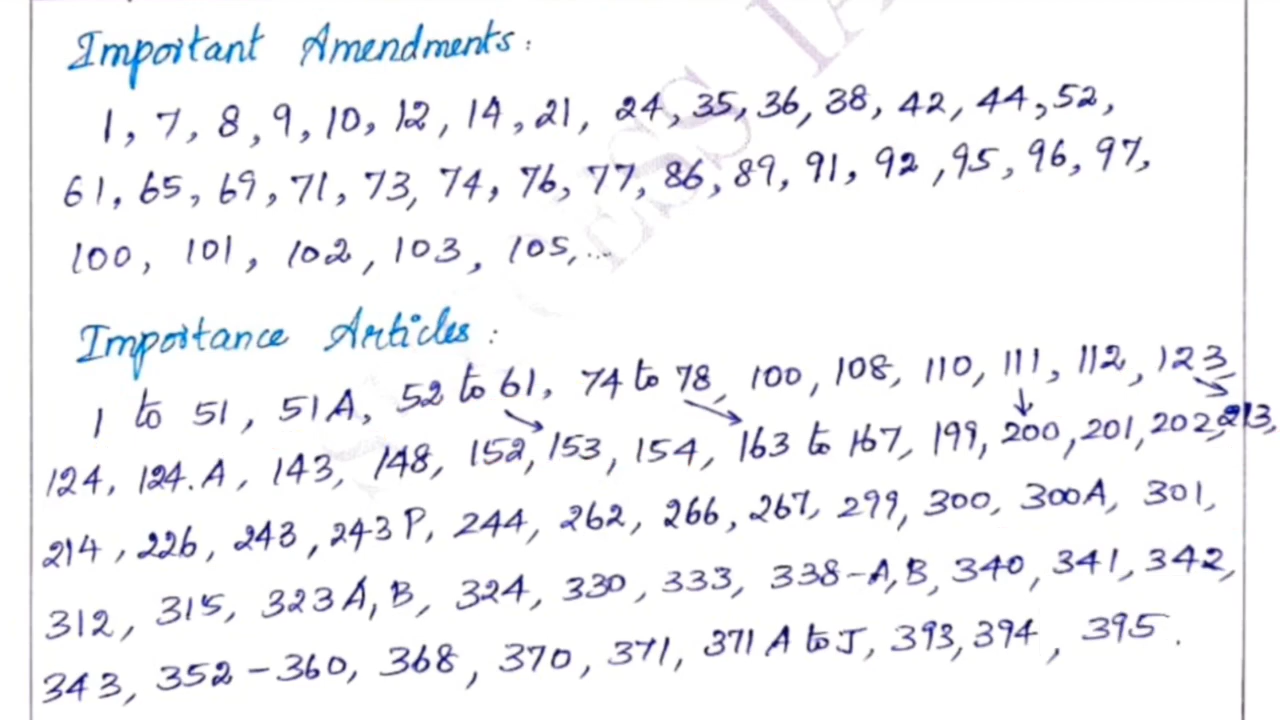 Important Amendments :
1, 7, 8, 9, 10, 12, 14, 21, 24, 35, 36, 38, 42, 44, 52,
61, 65, 69, 71, 73, 74, 76, 77, 86, 89, 91, 92, 95, 96, 97,
100, 101, 102, 103, 105, ...
Importance Articles :
1 to 51, 51A, 52 to 61, 74 to 78, 100, 108, 110, 111, 112, 123,
124, 124.A, 143, 148, 152, 153, 154, 163 to 167, 199, 200, 201, 202, 213,
214, 226, 243, 243P, 244, 262, 266, 267, 299, 300, 300A, 301,
312, 315, 323A, B, 324, 330, 333, 338-A, B, 340, 341, 342,
343, 352 - 360, 368, 370, 371, 371 A to J, 393, 394, 395.